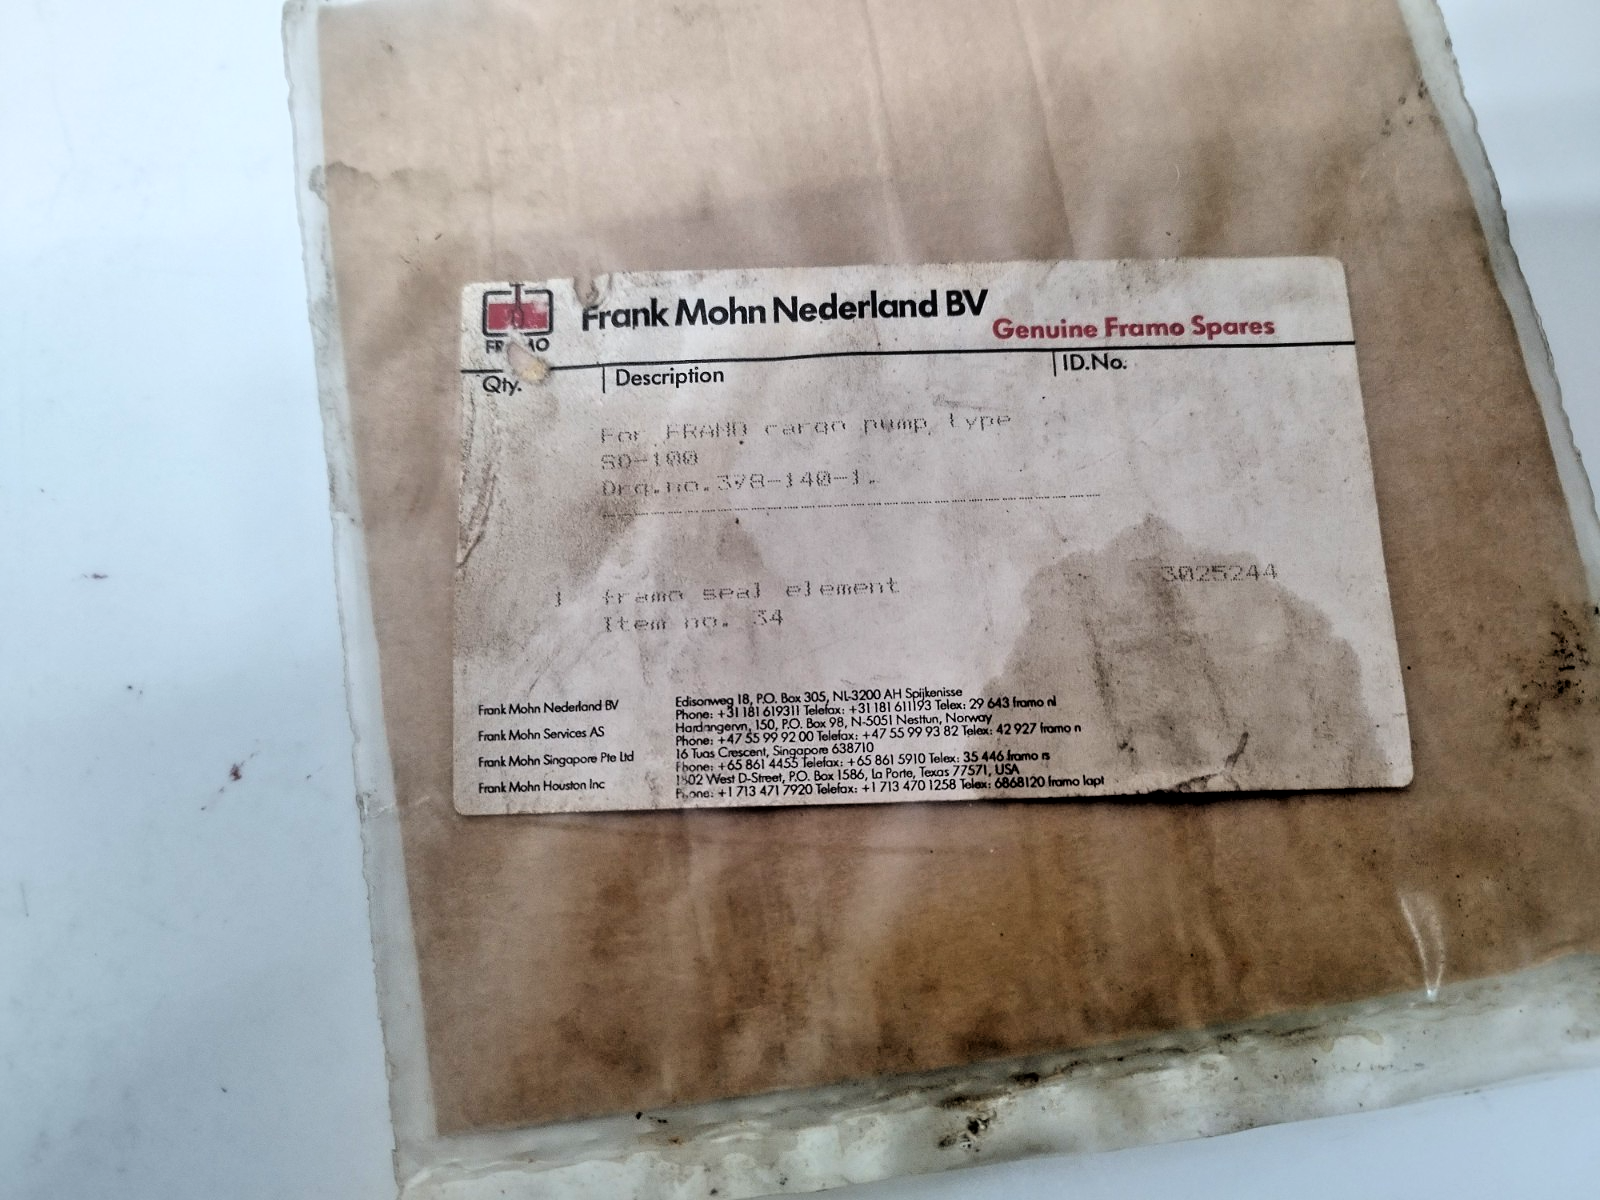 FRAMO
Frank Mohn Nederland BV
Genuine Framo Spares
Qty. Description ID.No.
For FRAMO cargo pump type
SD-100
Drg.no.378-140-1.
1 framo seal element 3025244
Item no. 34
Frank Mohn Nederland BV Edisonweg 18, P.O. Box 305, NL-3200 AH Spijkenisse
Phone: +31 181 619311 Telefax: +31 181 611193 Telex: 29 643 framo nl
Frank Mohn Services AS Hardangervn, 150, P.O. Box 98, N-5051 Nesttun, Norway
Phone: +47 55 99 92 00 Telefax: +47 55 99 93 82 Telex: 42 927 framo n
Frank Mohn Singapore Pte Ltd 16 Tuas Crescent, Singapore 638710
Phone: +65 861 4455 Telefax: +65 861 5910 Telex: 35 446 framo rs
Frank Mohn Houston Inc 1802 West D-Street, P.O. Box 1586, La Porte, Texas 77571, USA
Phone: +1 713 471 7920 Telefax: +1 713 470 1258 Telex: 6868120 framo lapt